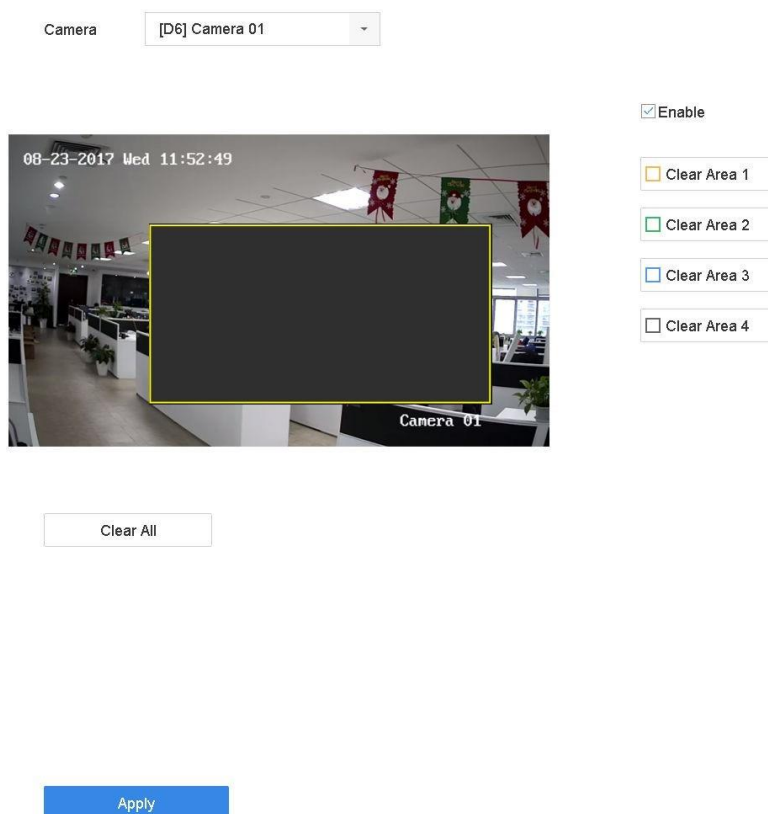 Camera
[D6] Camera 01
Enable
08-23-2017 Wed 11:52:49
Clear Area 1
Clear Area 2
Clear Area 3
Clear Area 4
Camera 01
Clear All
Apply